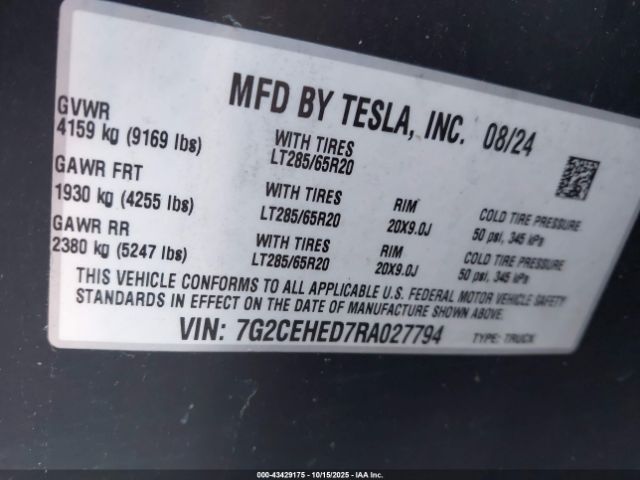 MFD BY TESLA, INC. 08/24
GVWR
4159 kg (9169 lbs)
WITH TIRES
LT285/65R20
GAWR FRT
1930 kg (4255 lbs)
WITH TIRES
LT285/65R20
RIM
20X9.0J
COLD TIRE PRESSURE
50 psi, 345 kPa
GAWR RR
2380 kg (5247 lbs)
WITH TIRES
LT285/65R20
RIM
20X9.0J
COLD TIRE PRESSURE
50 psi, 345 kPa
THIS VEHICLE CONFORMS TO ALL APPLICABLE U.S. FEDERAL MOTOR VEHICLE SAFETY
STANDARDS IN EFFECT ON THE DATE OF MANUFACTURE SHOWN ABOVE.
VIN: 7G2CEHED7RA027794 TYPE: TRUCK
000-43429175 | 10/15/2025 | IAA Inc.